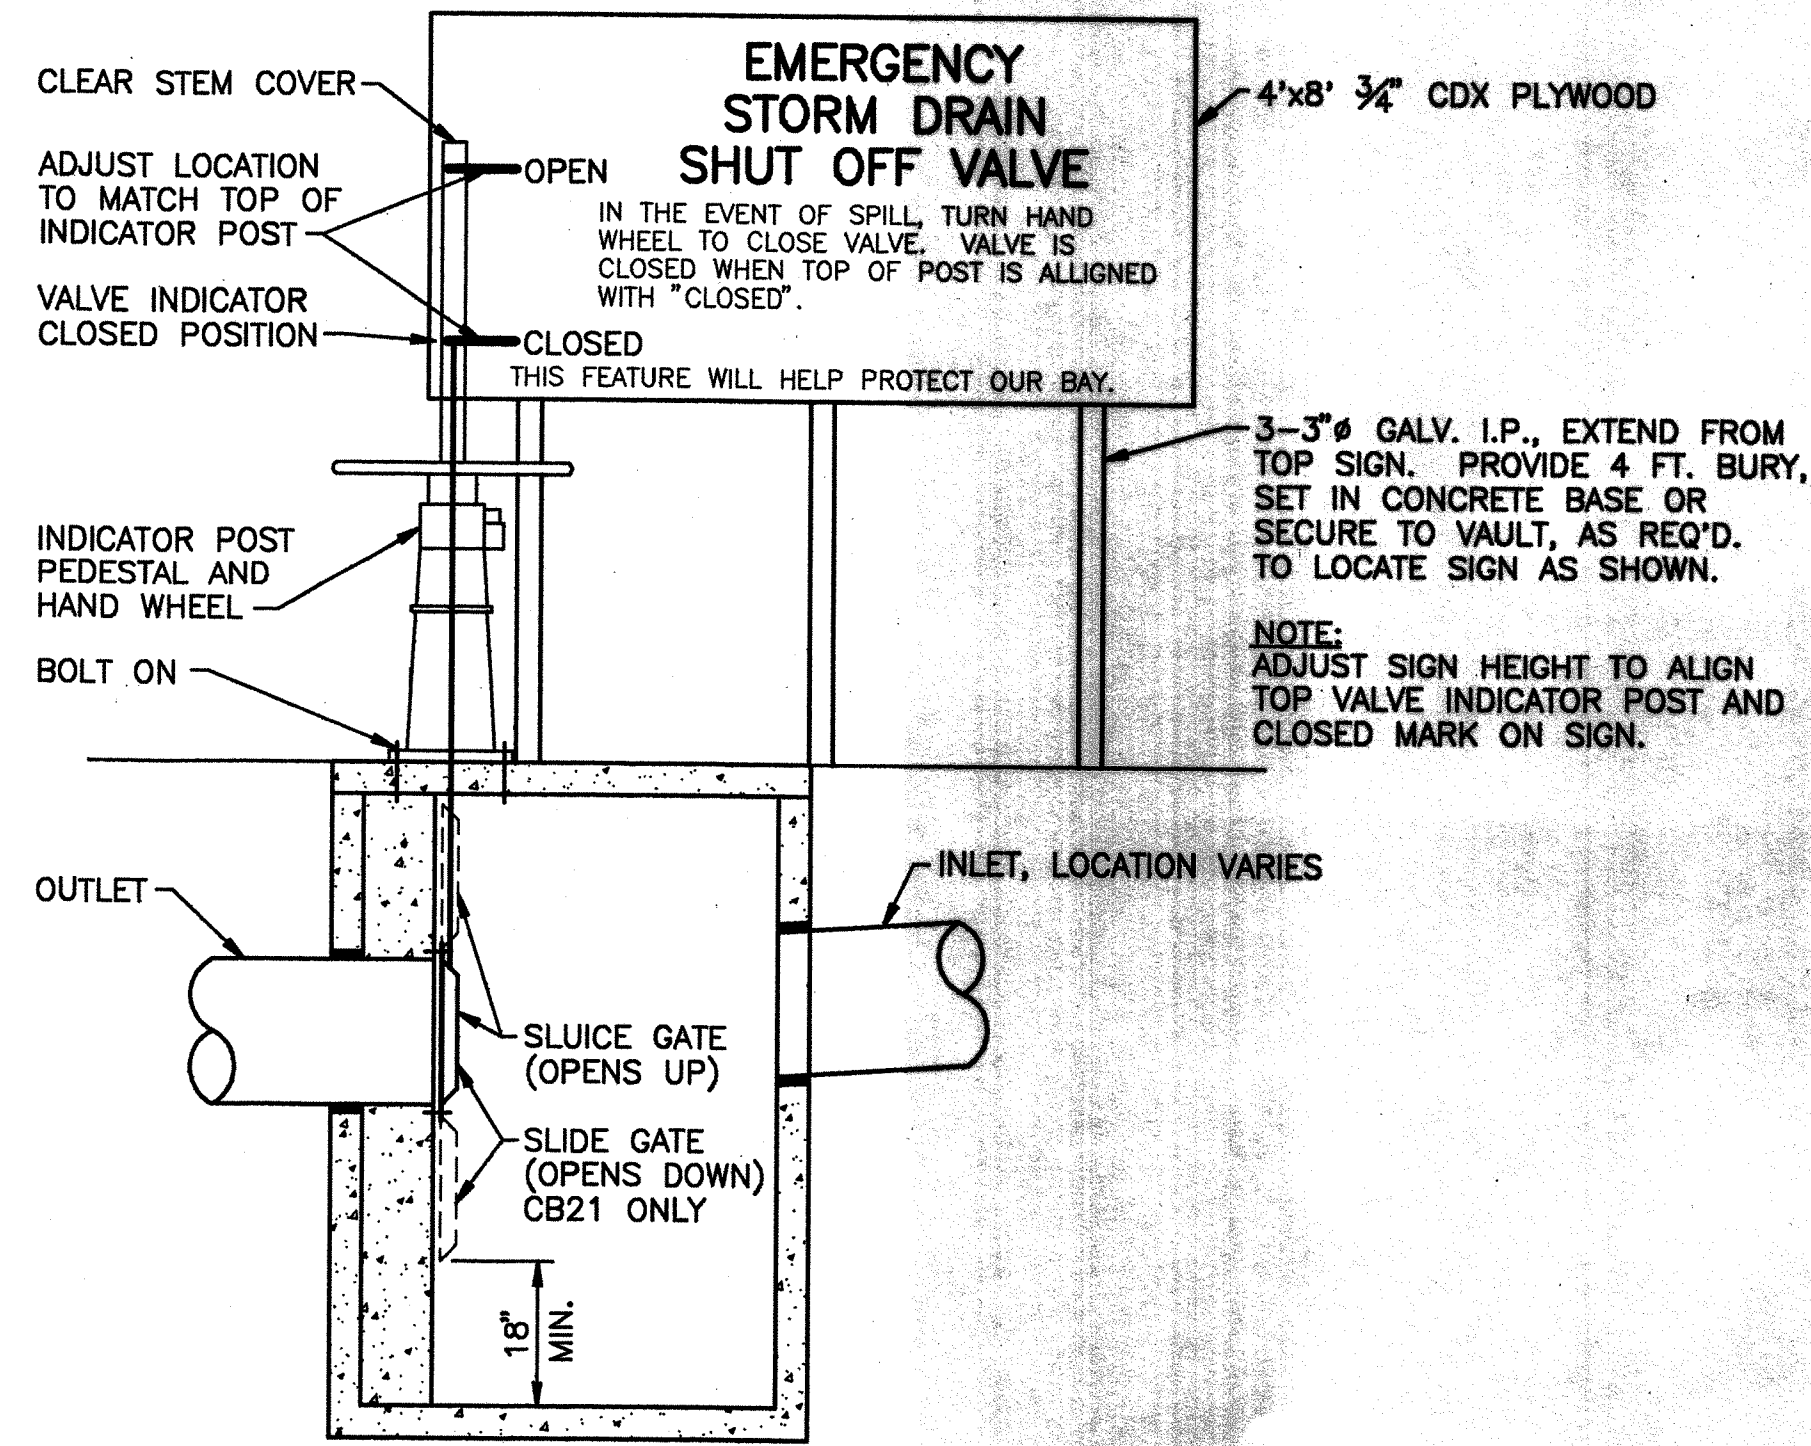 EMERGENCY
STORM DRAIN
SHUT OFF VALVE
IN THE EVENT OF SPILL, TURN HAND
WHEEL TO CLOSE VALVE. VALVE IS
CLOSED WHEN TOP OF POST IS ALLIGNED
WITH "CLOSED".
OPEN
CLOSED
THIS FEATURE WILL HELP PROTECT OUR BAY.
CLEAR STEM COVER
ADJUST LOCATION
TO MATCH TOP OF
INDICATOR POST
VALVE INDICATOR
CLOSED POSITION
INDICATOR POST
PEDESTAL AND
HAND WHEEL
BOLT ON
OUTLET
4'x8' 3/4" CDX PLYWOOD
3-3"ø GALV. I.P., EXTEND FROM
TOP SIGN. PROVIDE 4 FT. BURY,
SET IN CONCRETE BASE OR
SECURE TO VAULT, AS REQ'D.
TO LOCATE SIGN AS SHOWN.
NOTE:
ADJUST SIGN HEIGHT TO ALIGN
TOP VALVE INDICATOR POST AND
CLOSED MARK ON SIGN.
INLET, LOCATION VARIES
SLUICE GATE
(OPENS UP)
SLIDE GATE
(OPENS DOWN)
CB21 ONLY
18"
MIN.